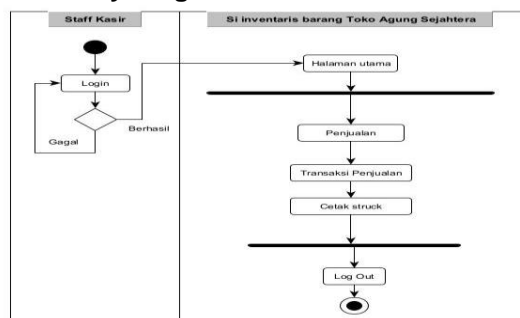 Staff Kasir
Si inventaris barang Toko Agung Sejahtera
Login
Gagal
Berhasil
Halaman utama
Penjualan
Transaksi Penjualan
Cetak struck
Log Out